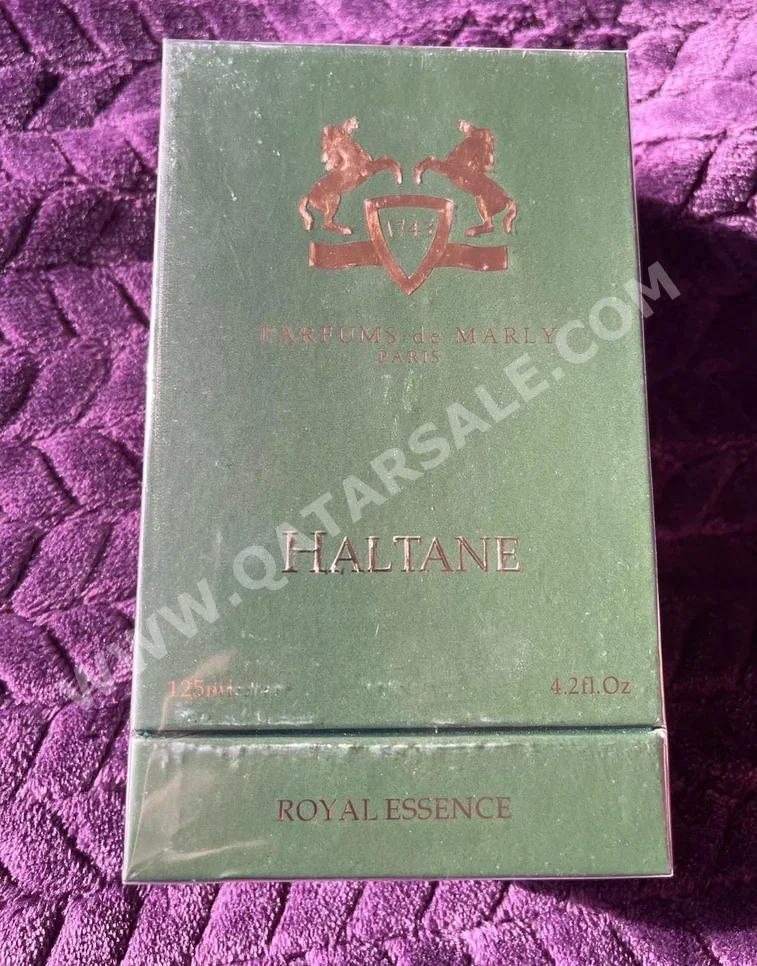 1743
PARFUMS de MARLY
PARIS
HALTANE
125ml
4.2fl.Oz
ROYAL ESSENCE
WWW.QATARSALE.COM